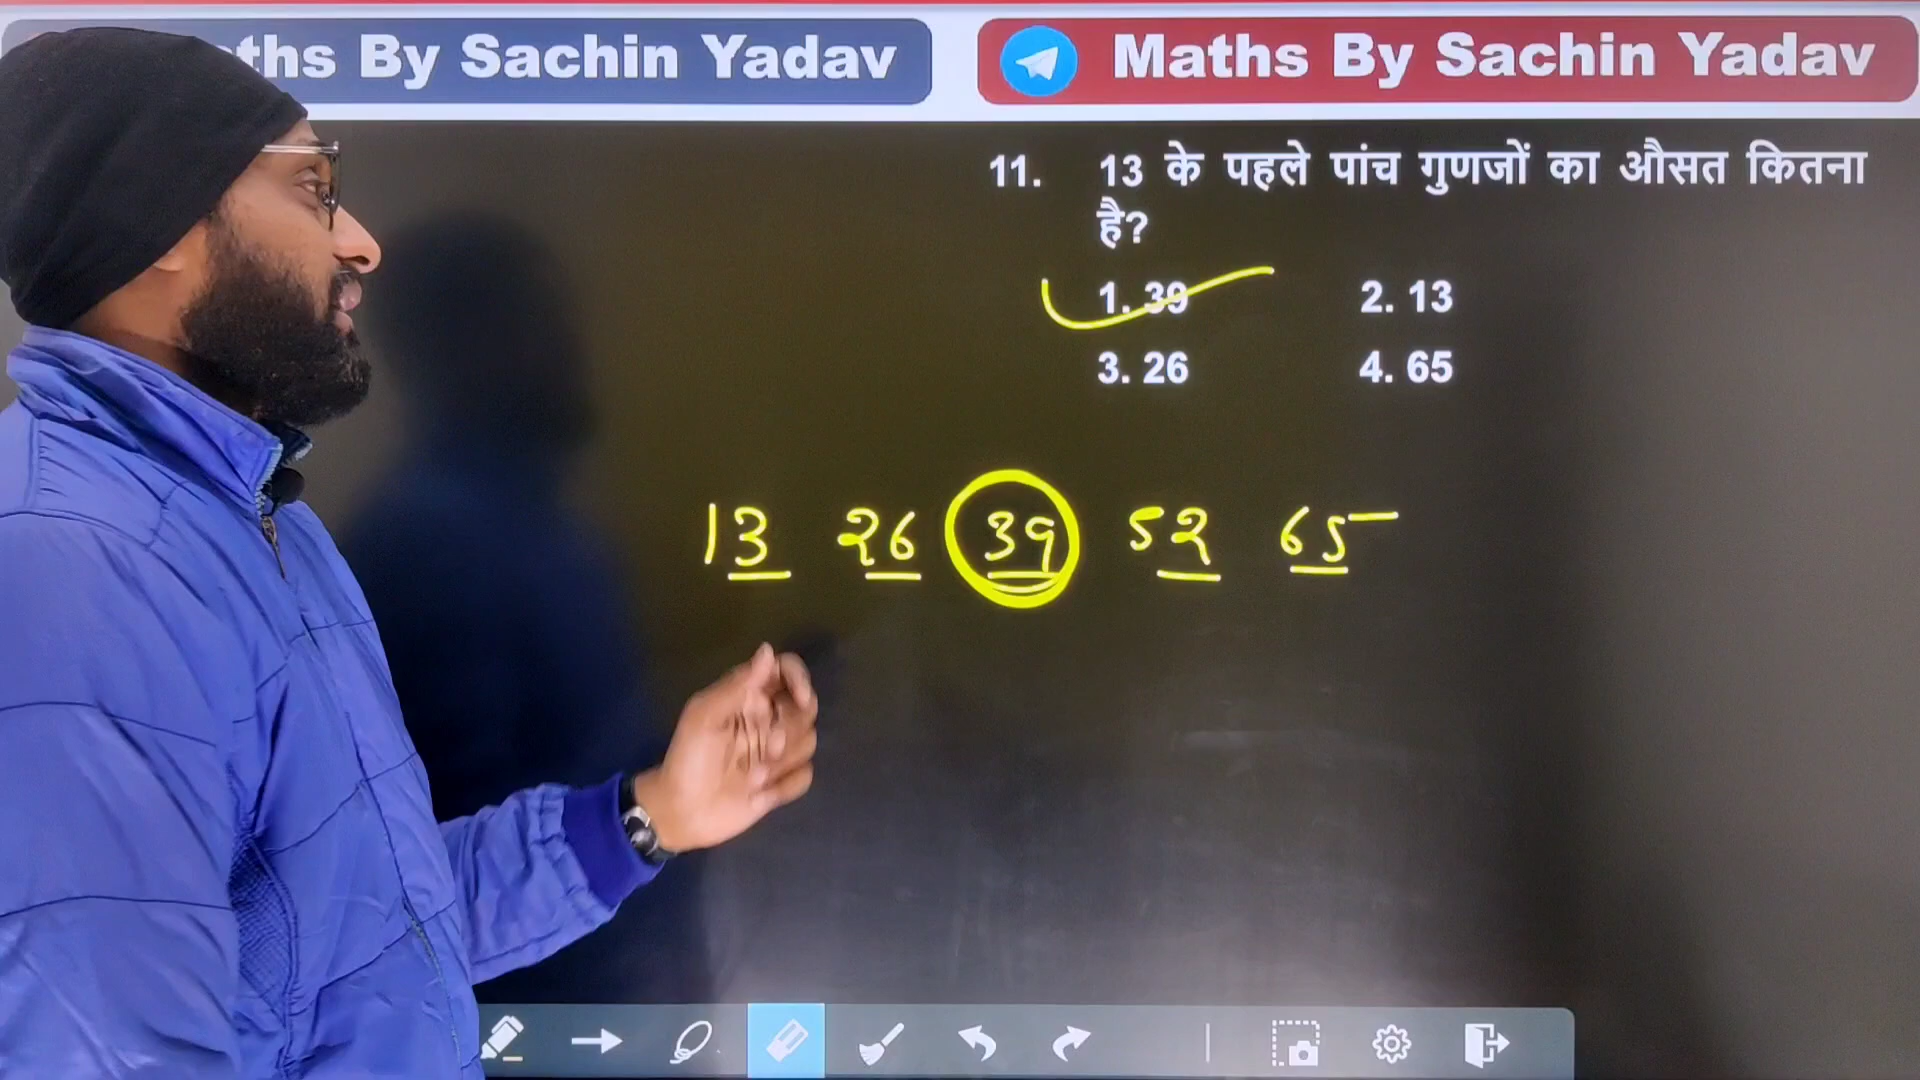 ths By Sachin Yadav
Maths By Sachin Yadav
11. 13 के पहले पांच गुणजों का औसत कितना
है?
1. 39 2. 13
3. 26 4. 65
13 26 39 52 65